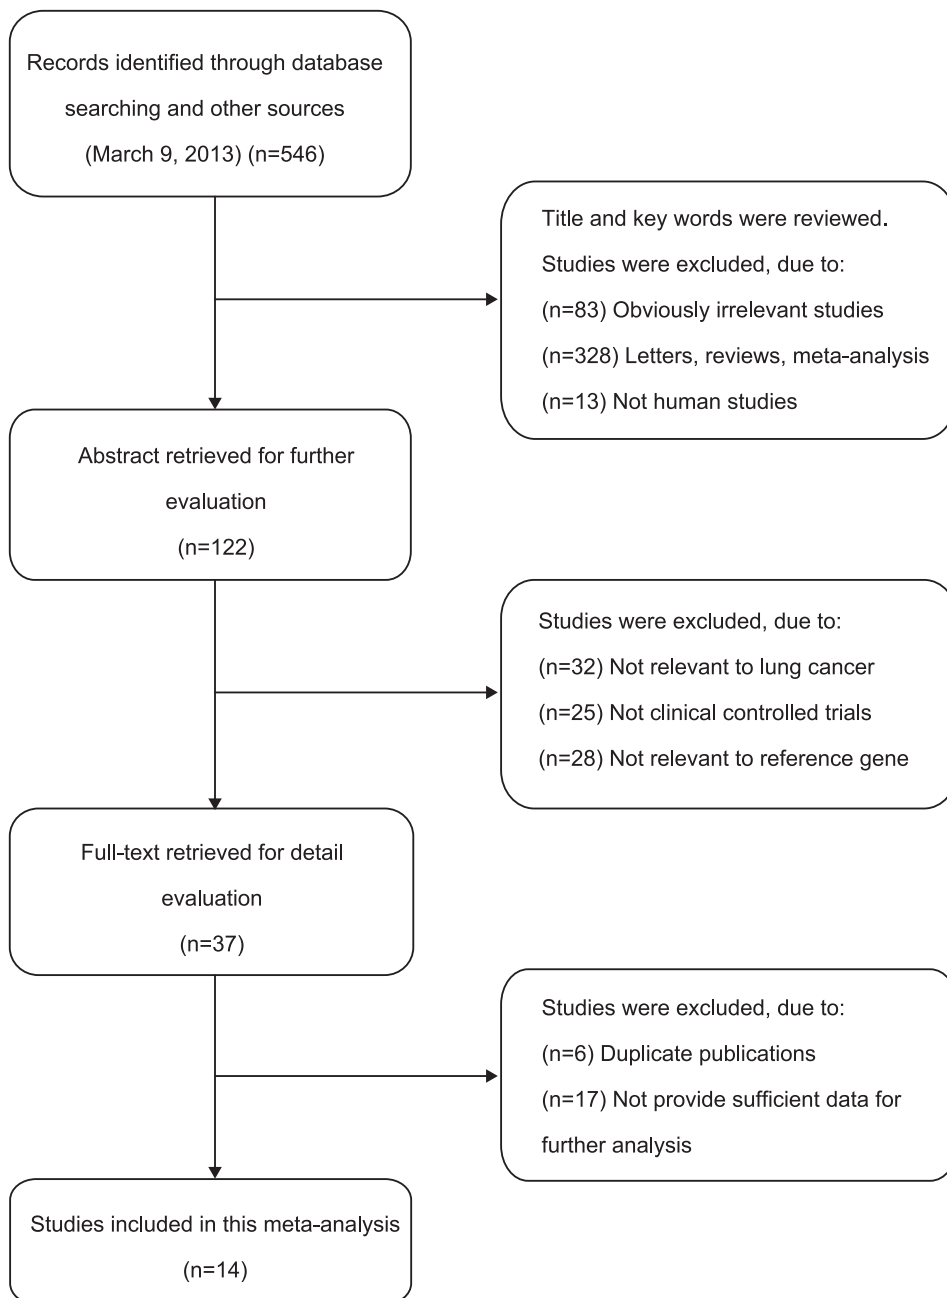 Records identified through database
searching and other sources
(March 9, 2013) (n=546)
Title and key words were reviewed.
Studies were excluded, due to:
(n=83) Obviously irrelevant studies
(n=328) Letters, reviews, meta-analysis
(n=13) Not human studies
Abstract retrieved for further
evaluation
(n=122)
Studies were excluded, due to:
(n=32) Not relevant to lung cancer
(n=25) Not clinical controlled trials
(n=28) Not relevant to reference gene
Full-text retrieved for detail
evaluation
(n=37)
Studies were excluded, due to:
(n=6) Duplicate publications
(n=17) Not provide sufficient data for
further analysis
Studies included in this meta-analysis
(n=14)